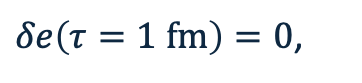 𝛿𝑒(𝜏 = 1 fm) = 0,